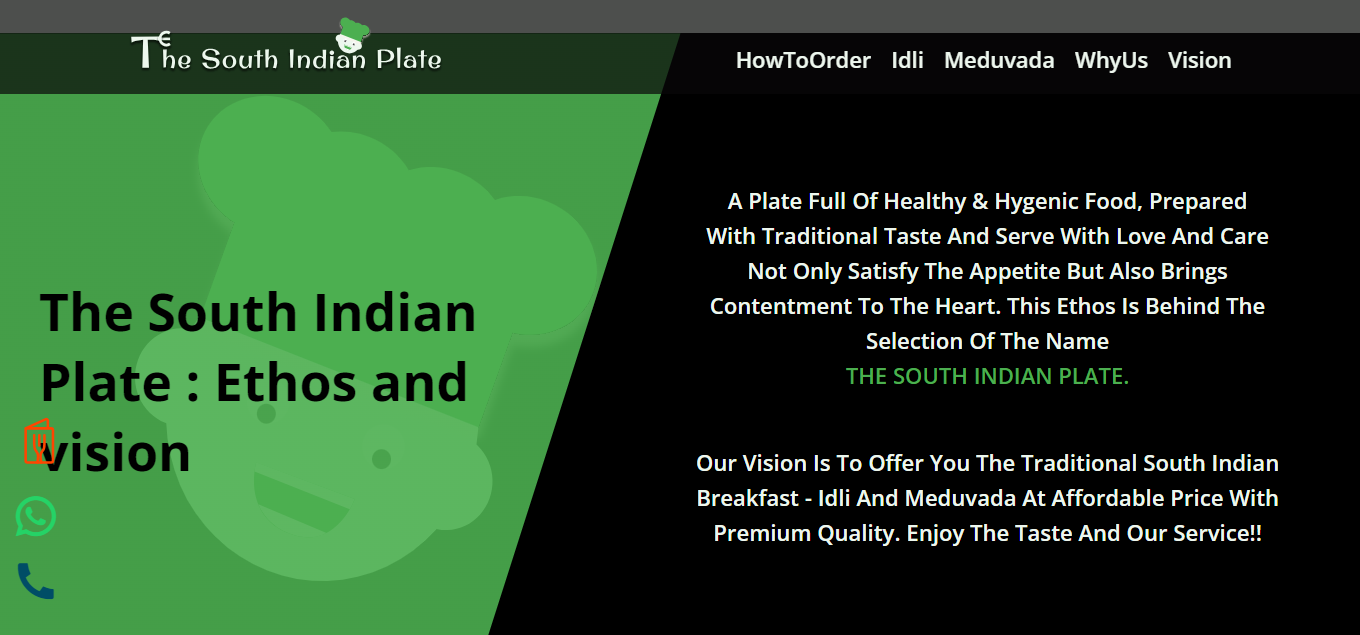 The South Indian Plate
HowToOrder Idli Meduvada WhyUs Vision
The South Indian
Plate : Ethos and
vision
A Plate Full Of Healthy & Hygenic Food, Prepared
With Traditional Taste And Serve With Love And Care
Not Only Satisfy The Appetite But Also Brings
Contentment To The Heart. This Ethos Is Behind The
Selection Of The Name
THE SOUTH INDIAN PLATE.
Our Vision Is To Offer You The Traditional South Indian
Breakfast - Idli And Meduvada At Affordable Price With
Premium Quality. Enjoy The Taste And Our Service!!